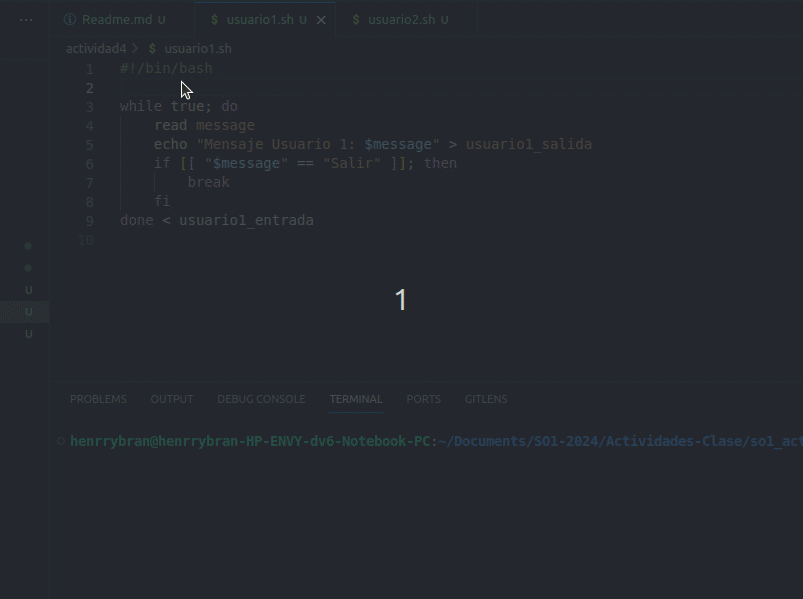 ··· Readme.md U $ usuario1.sh U × $ usuario2.sh U
actividad4 > $ usuario1.sh
1 #!/bin/bash
2
3 while true; do
4     read message
5     echo "Mensaje Usuario 1: $message" > usuario1_salida
6     if [[ "$message" == "Salir" ]]; then
7         break
8     fi
9 done < usuario1_entrada
10
U
U
U
1
PROBLEMS OUTPUT DEBUG CONSOLE TERMINAL PORTS GITLENS
henrrybran@henrrybran-HP-ENVY-dv6-Notebook-PC:~/Documents/SO1-2024/Actividades-Clase/so1_act